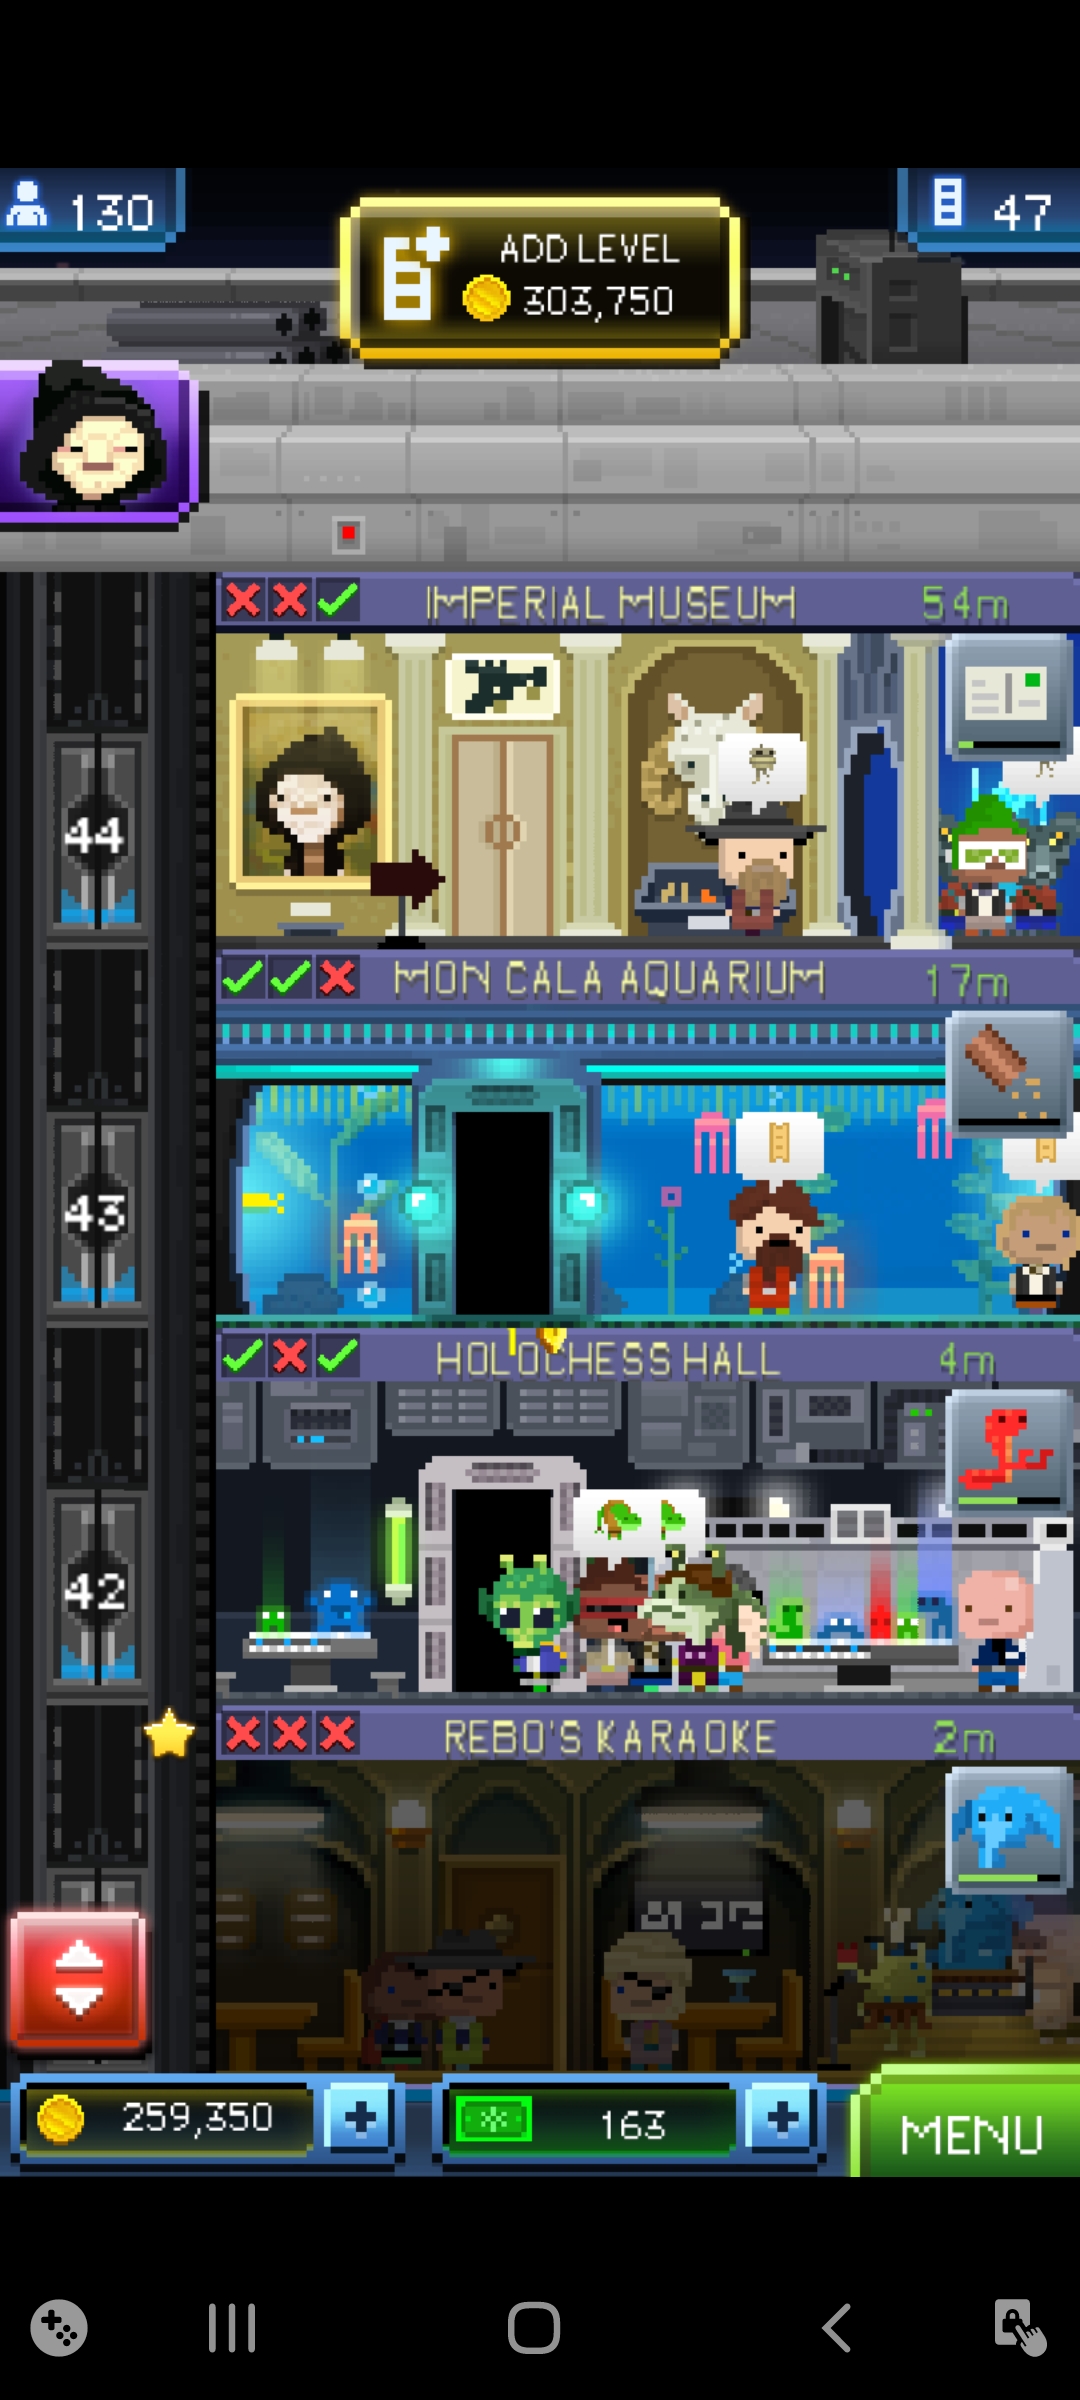 130
ADD LEVEL
303,750
47
IMPERIAL MUSEUM 54m
44
MON CALA AQUARIUM 17m
43
HOLOCHESS HALL 4m
42
REBO'S KARAOKE 2m
259,350
163
MENU